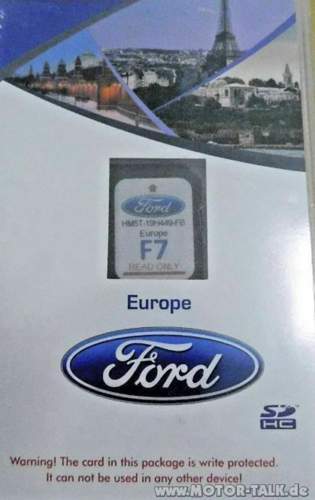 Ford
HM5T-19H449-FB
Europe
F7
READ ONLY
Europe
Ford
SD
HC
Warning! The card in this package is write protected.
It can not be used in any other device!
www.MOTOR-TALK.de